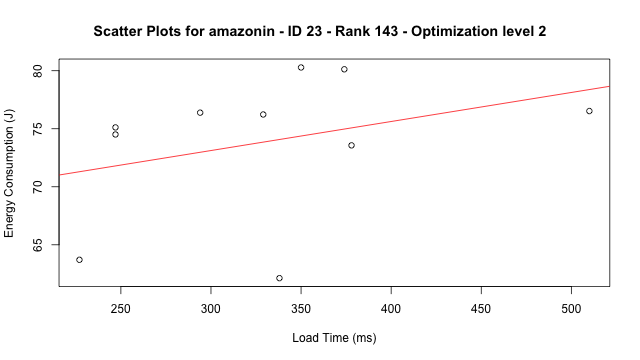 Scatter Plots for amazonin - ID 23 - Rank 143 - Optimization level 2
Energy Consumption (J)
80
75
70
65
250 300 350 400 450 500
Load Time (ms)